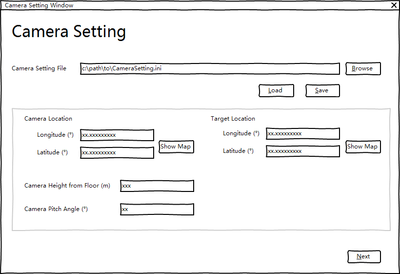 Camera Setting Window
Camera Setting
Camera Setting File
c:\path\to\CameraSetting.ini
Browse
Load
Save
Camera Location
Target Location
Longitude (°)
xx.xxxxxxxxx
Longitude (°)
xx.xxxxxxxxx
Show Map
Show Map
Latitude (°)
xx.xxxxxxxxx
Latitude (°)
xx.xxxxxxxxx
Camera Height from Floor (m)
xxx
Camera Pitch Angle (°)
xx
Next